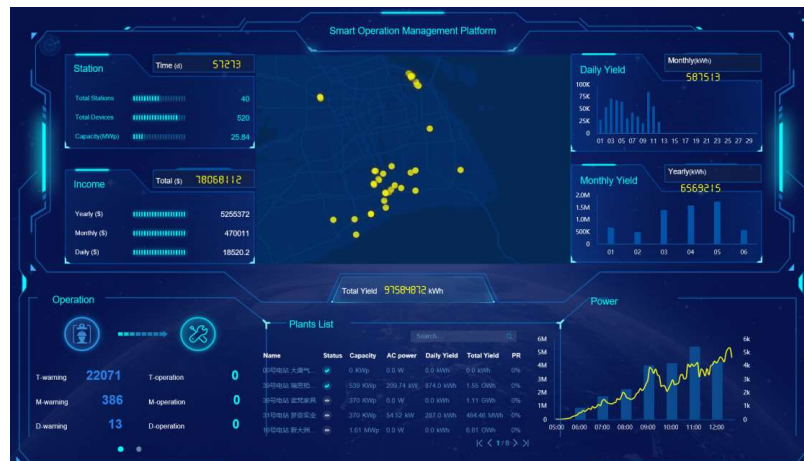 Smart Operation Management Platform
Station
Time (d) 57273
Total Stations 40
Total Devices 520
Capacity(MWp) 25.84
Income
Total ($) 78068112
Yearly ($) 5255372
Monthly ($) 470011
Daily ($) 18520.2
Daily Yield
Monthly(kWh)
587513
100K
75K
50K
25K
0
01 03 05 07 09 11 13 15 17 19 21 23 25 27 29
Monthly Yield
Yearly(kWh)
6569215
2.0M
1.5M
1.0M
500K
0
01 02 03 04 05 06
Total Yield 97584872 kWh
Operation
T-warning 22071 T-operation 0
M-warning 386 M-operation 0
D-warning 13 D-operation 0
Plants List
Search...
Name Status Capacity AC power Daily Yield Total Yield PR
0 KWp 0.0 W 0.0 kWh 0.0 kWh 0%
539 KWp 209.74 kW 874.0 kWh 1.55 GWh 0%
370 KWp 0.0 W 0.0 kWh 1.11 GWh 0%
370 KWp 54.52 kW 287.0 kWh 484.46 MWh 0%
1.61 MWp 0.0 W 0.0 kWh 6.81 GWh 0%
1/8
Power
6M 6k
5M 5k
4M 4k
3M 3k
2M 2k
1M 1k
0 0
05:00 06:00 07:00 08:00 09:00 10:00 11:00 12:00